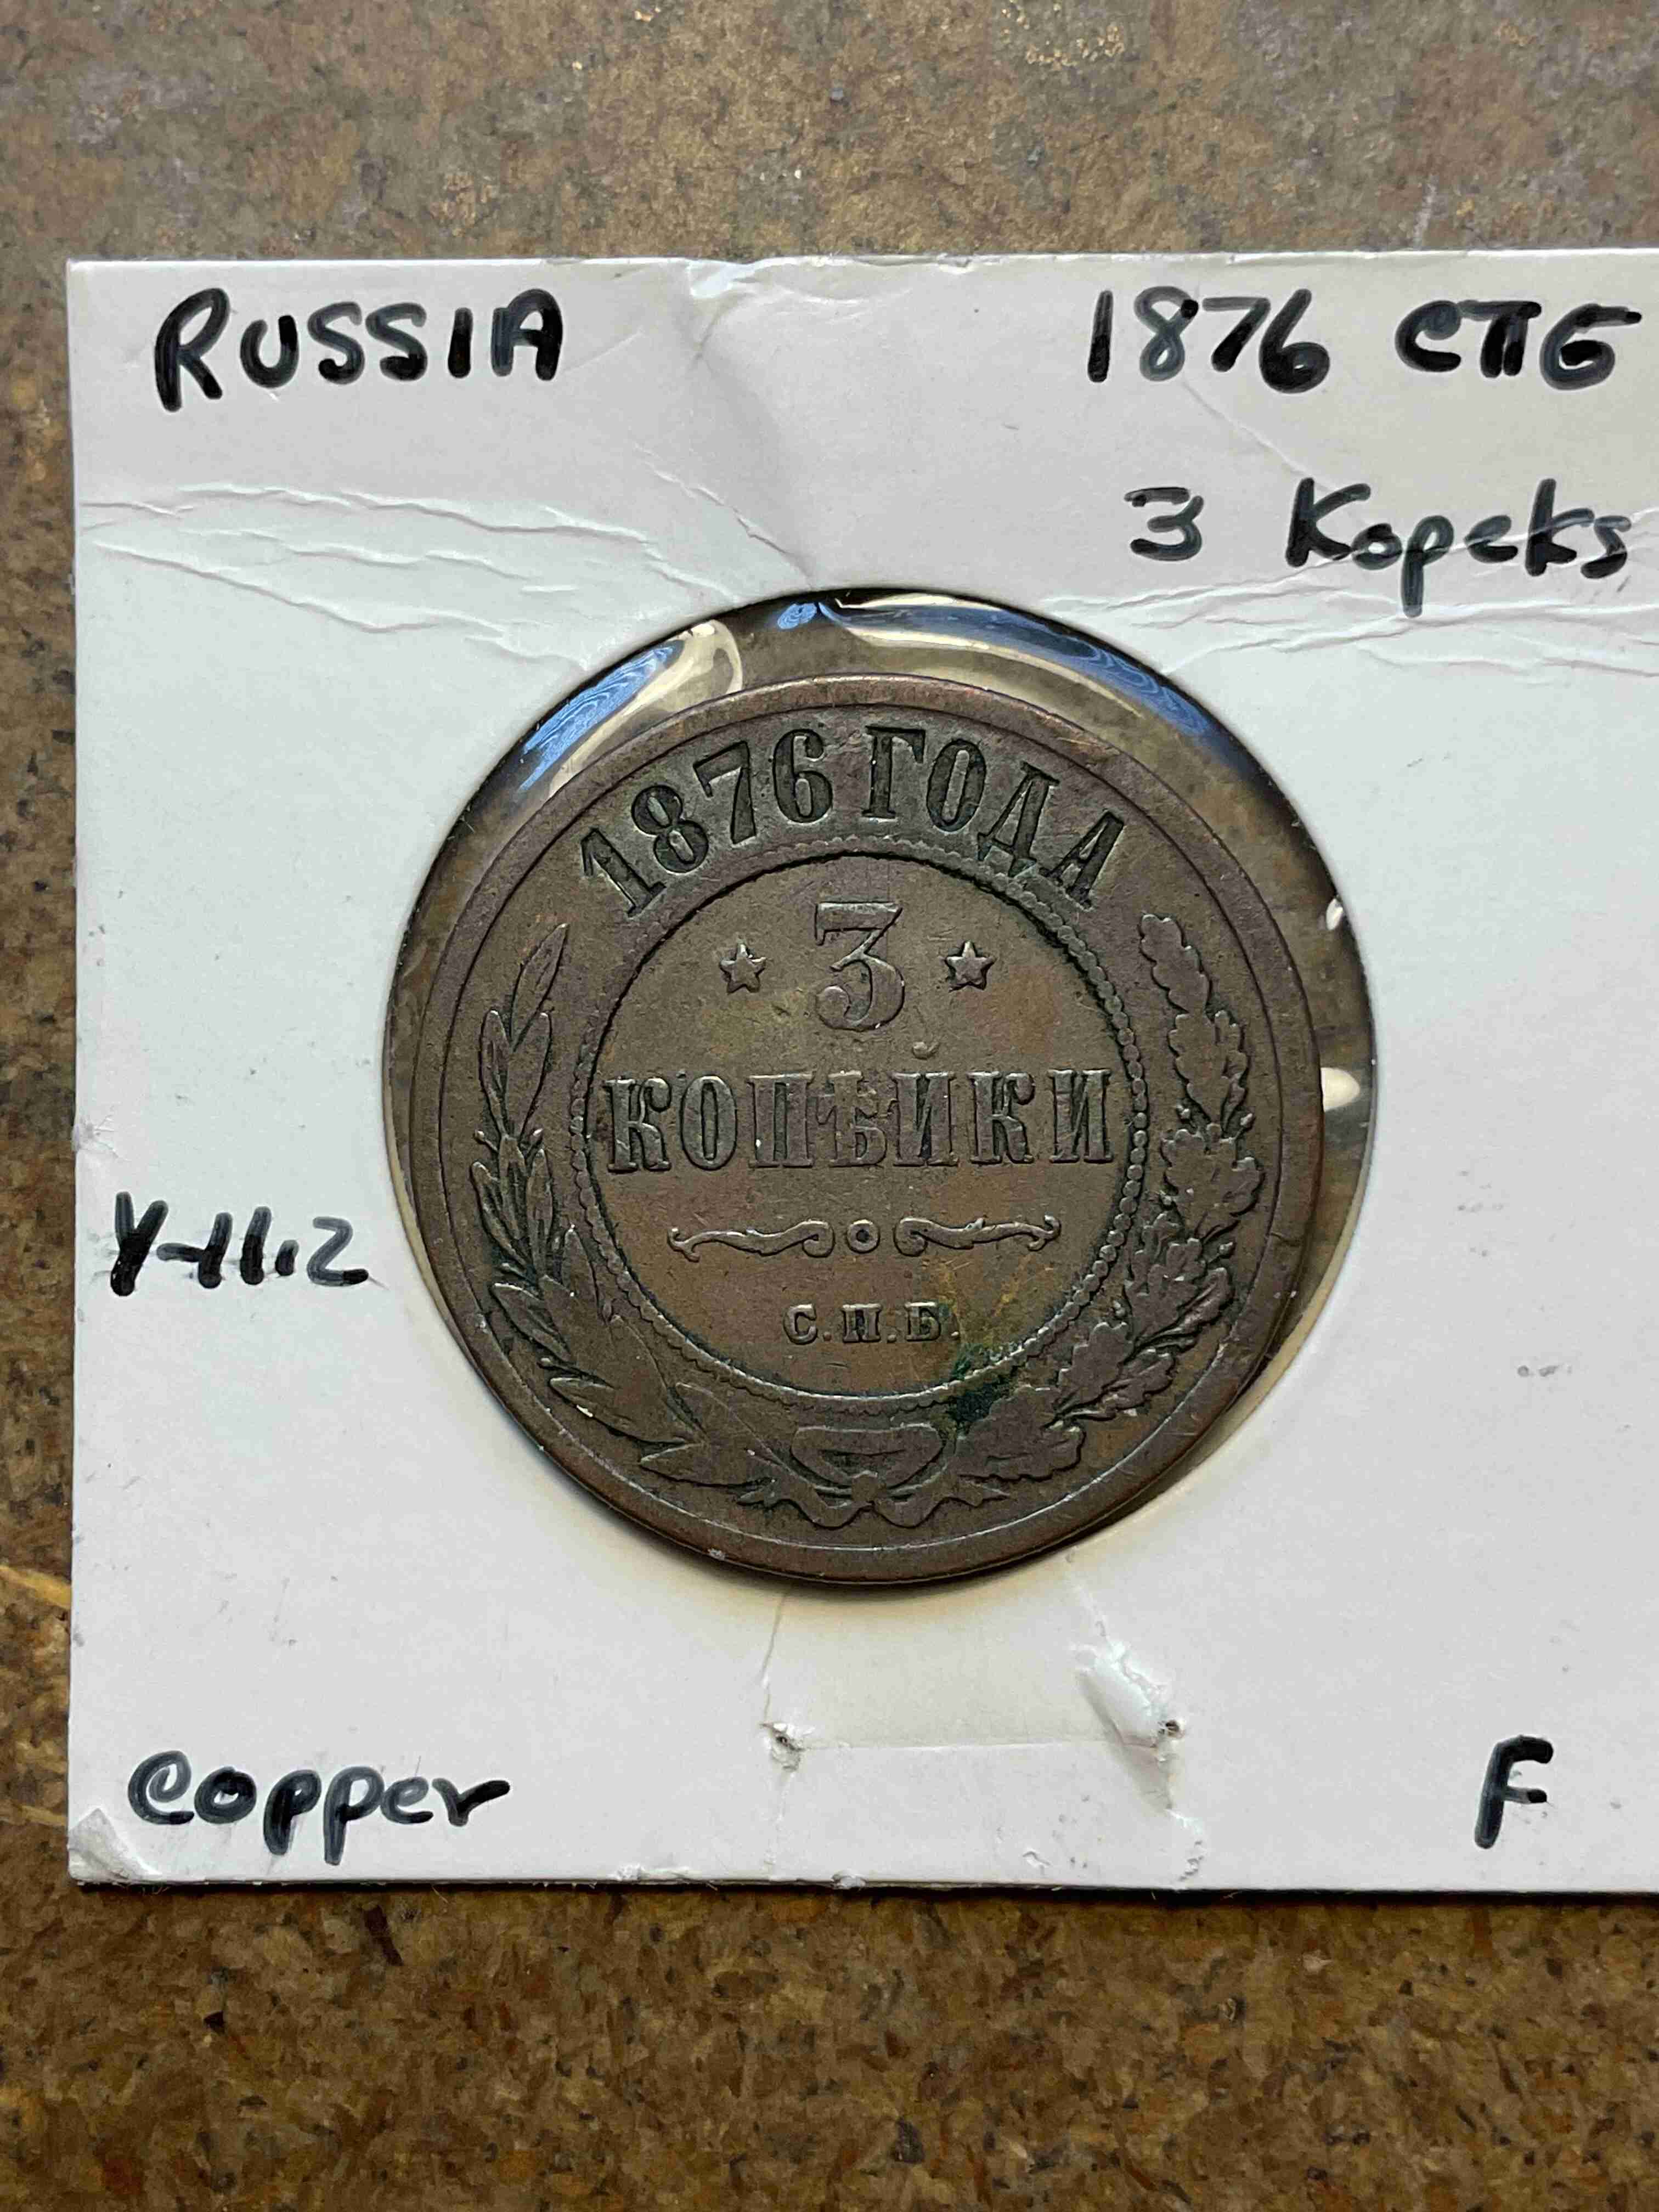 RUSSIA
1876 СПБ
3 Kopeks
1876 ГОДА
3
КОПѢЙКИ
С.П.Б.
Y-11.2
Copper
F